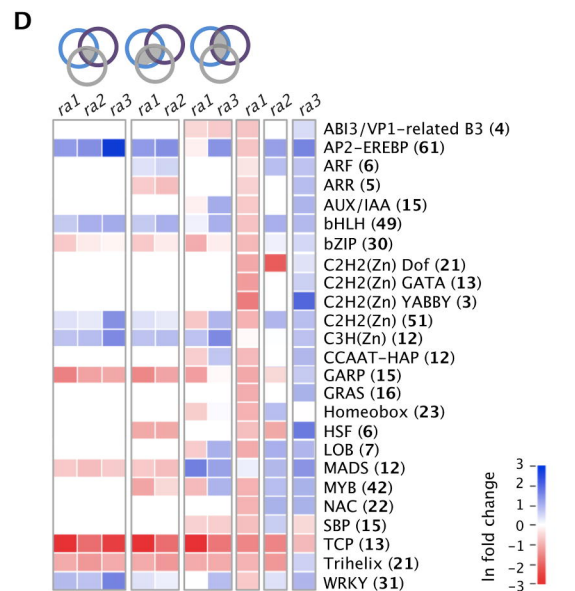 D
ra1 ra2 ra3 ra1 ra2 ra1 ra3 ra1 ra2 ra3
ABI3/VP1-related B3 (4)
AP2-EREBP (61)
ARF (6)
ARR (5)
AUX/IAA (15)
bHLH (49)
bZIP (30)
C2H2(Zn) Dof (21)
C2H2(Zn) GATA (13)
C2H2(Zn) YABBY (3)
C2H2(Zn) (51)
C3H(Zn) (12)
CCAAT-HAP (12)
GARP (15)
GRAS (16)
Homeobox (23)
HSF (6)
LOB (7)
MADS (12)
MYB (42)
NAC (22)
SBP (15)
TCP (13)
Trihelix (21)
WRKY (31)
ln fold change
3
2
1
0
-1
-2
-3